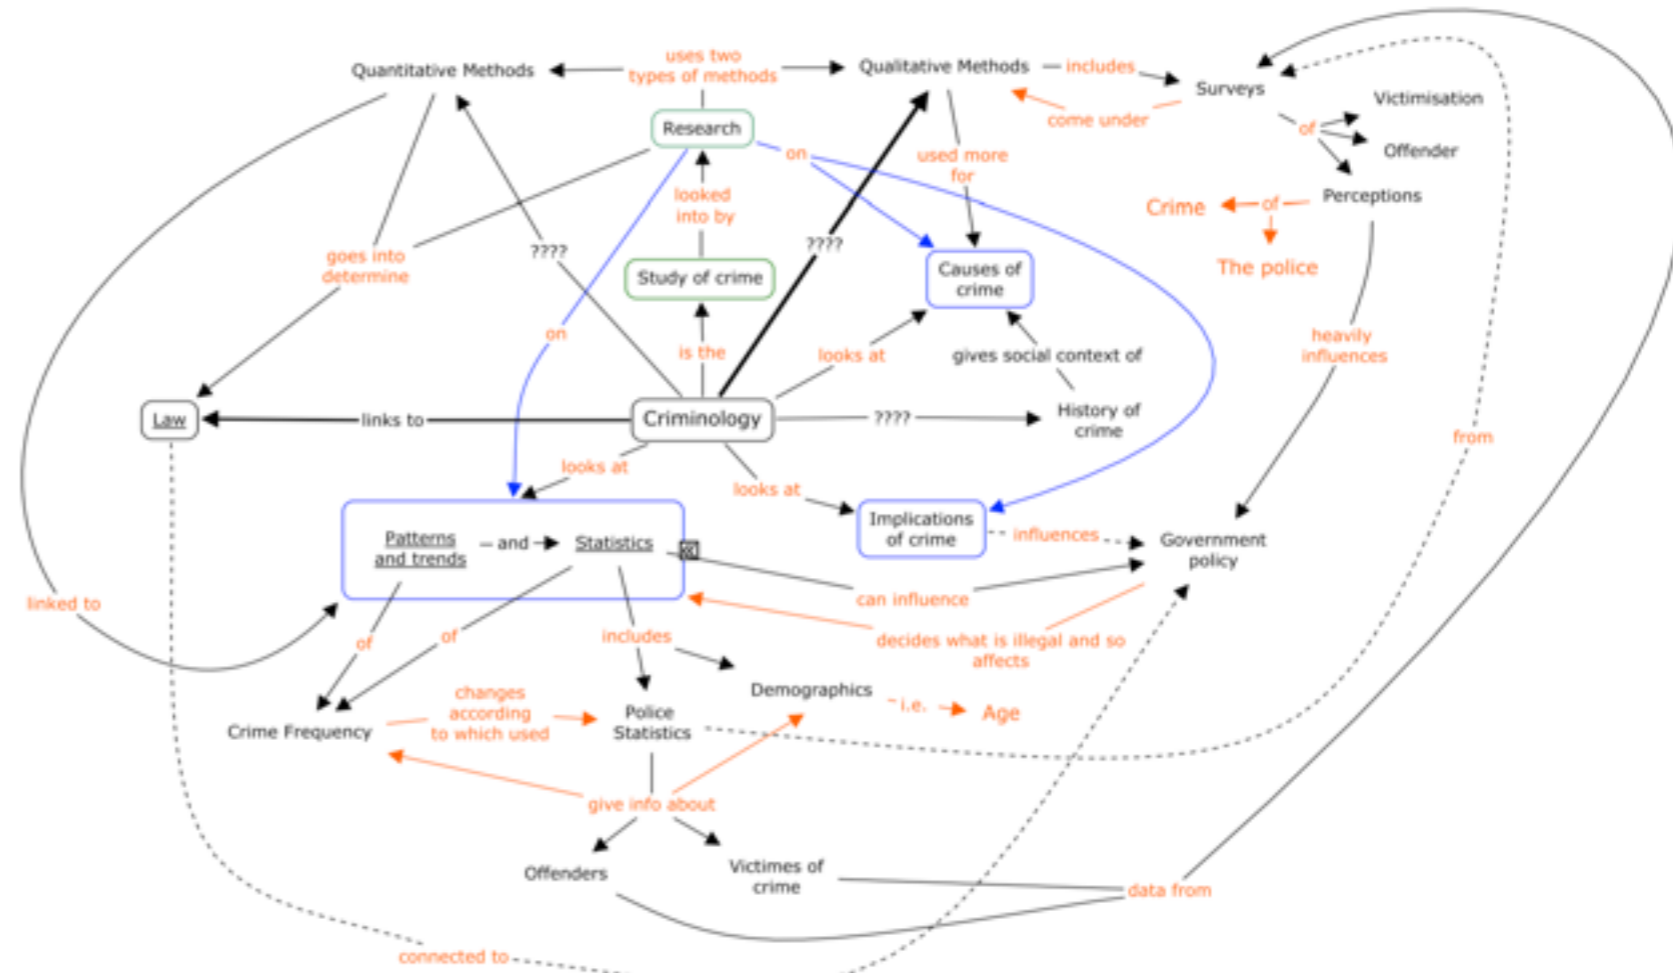 uses two
types of methods
Quantitative Methods
Qualitative Methods
includes
Surveys
Victimisation
come under
of
Research
Offender
on
used more
for
looked
into by
Perceptions
Crime
of
goes into
determine
????
????
Study of crime
Causes of
crime
The police
on
is the
looks at
gives social context of
heavily
influences
Law
links to
Criminology
????
History of
crime
from
looks at
looks at
Patterns
and trends
and
Statistics
Implications
of crime
influences
Government
policy
linked to
can influence
of
of
includes
decides what is illegal and so
affects
Demographics
i.e.
Age
Crime Frequency
changes
according
to which used
Police
Statistics
give info about
Offenders
Victimes of
crime
data from
connected to